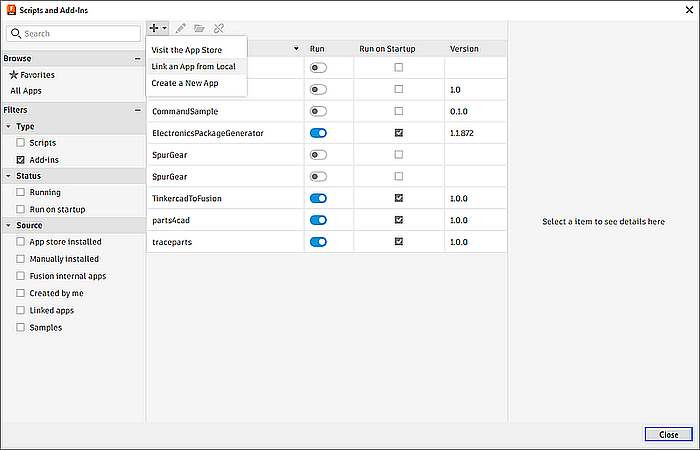 Scripts and Add-Ins
Search
Browse
Favorites
All Apps
Filters
Type
Scripts
Add-Ins
Status
Running
Run on startup
Source
App store installed
Manually installed
Fusion internal apps
Created by me
Linked apps
Samples
Visit the App Store
Link an App from Local
Create a New App
Run Run on Startup Version
1.0
CommandSample 0.1.0
ElectronicsPackageGenerator 1.1.872
SpurGear
SpurGear
TinkercadToFusion 1.0.0
parts4cad 1.0.0
traceparts 1.0.0
Select a item to see details here
Close